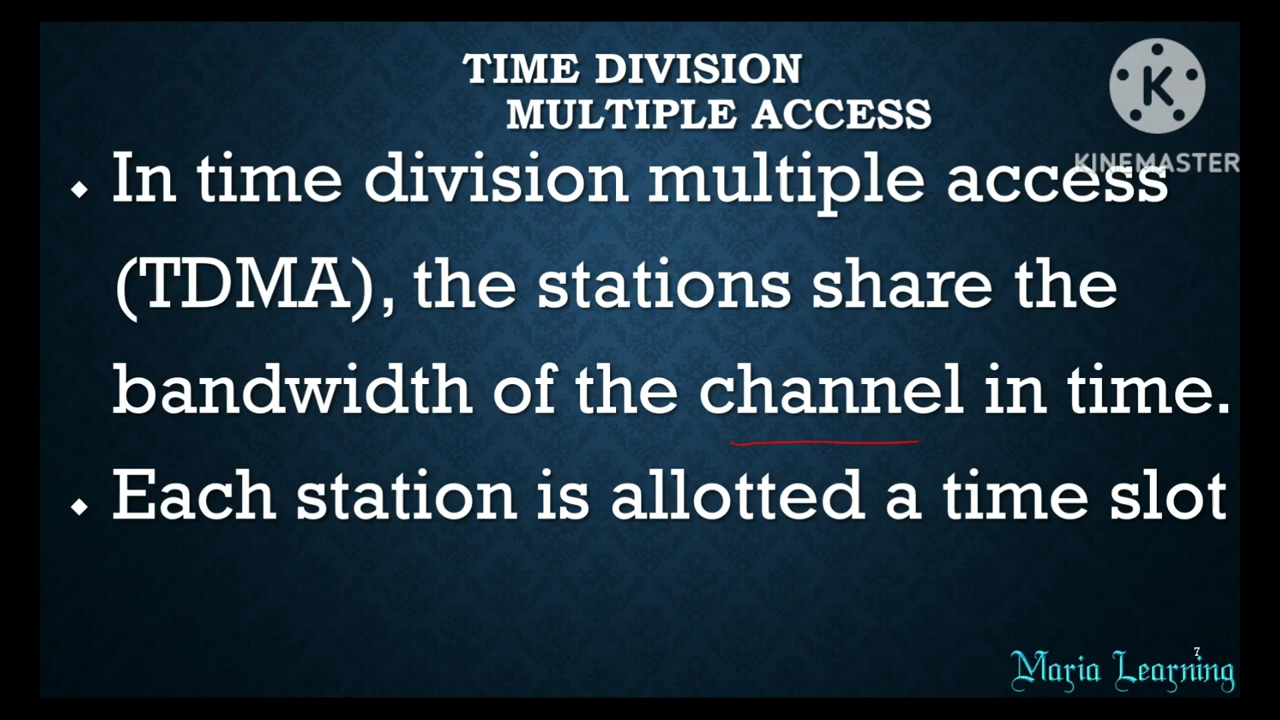 TIME DIVISION
MULTIPLE ACCESS
K
KINEMASTER
⬥ In time division multiple access
(TDMA), the stations share the
bandwidth of the channel in time.
⬥ Each station is allotted a time slot
7
Maria Learning